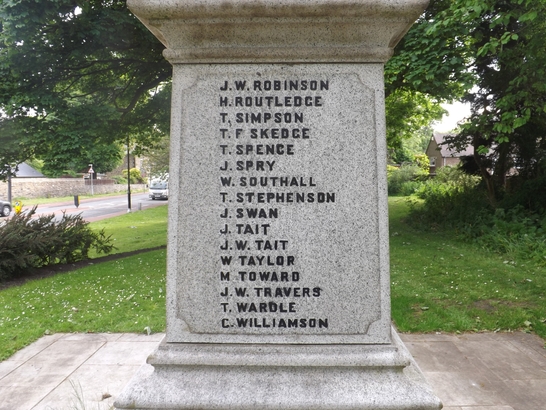 J. W. ROBINSON
H. ROUTLEDGE
T. SIMPSON
T. F SKEDGE
T. SPENCE
J. SPRY
W. SOUTHALL
T. STEPHENSON
J. SWAN
J. TAIT
J. W. TAIT
W TAYLOR
M. TOWARD
J. W. TRAVERS
T. WARDLE
C. WILLIAMSON